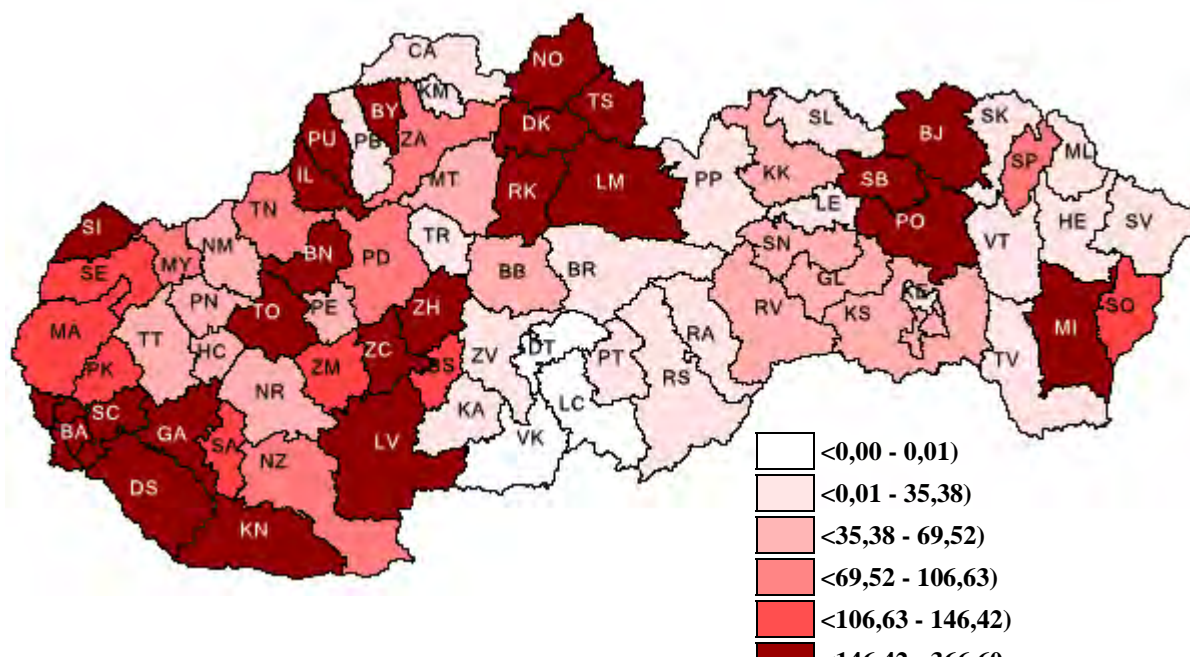 CA
NO
KM
TS
BY
PU
PB
ZA
DK
SL
BJ
SK
SP
ML
IL
MT
RK
LM
PP
KK
SB
LE
PO
HE
SV
VT
SI
TN
NM
BN
PD
TR
SN
BB
BR
SE
MY
GL
PN
TO
PE
ZH
RV
KS
SO
MI
MA
TT
HC
ZM
ZC
BS
ZV
DT
PT
RA
RS
TV
PK
NR
KA
LC
SC
BA
GA
SA
NZ
LV
VK
DS
KN
<0,00 - 0,01)
<0,01 - 35,38)
<35,38 - 69,52)
<69,52 - 106,63)
<106,63 - 146,42)